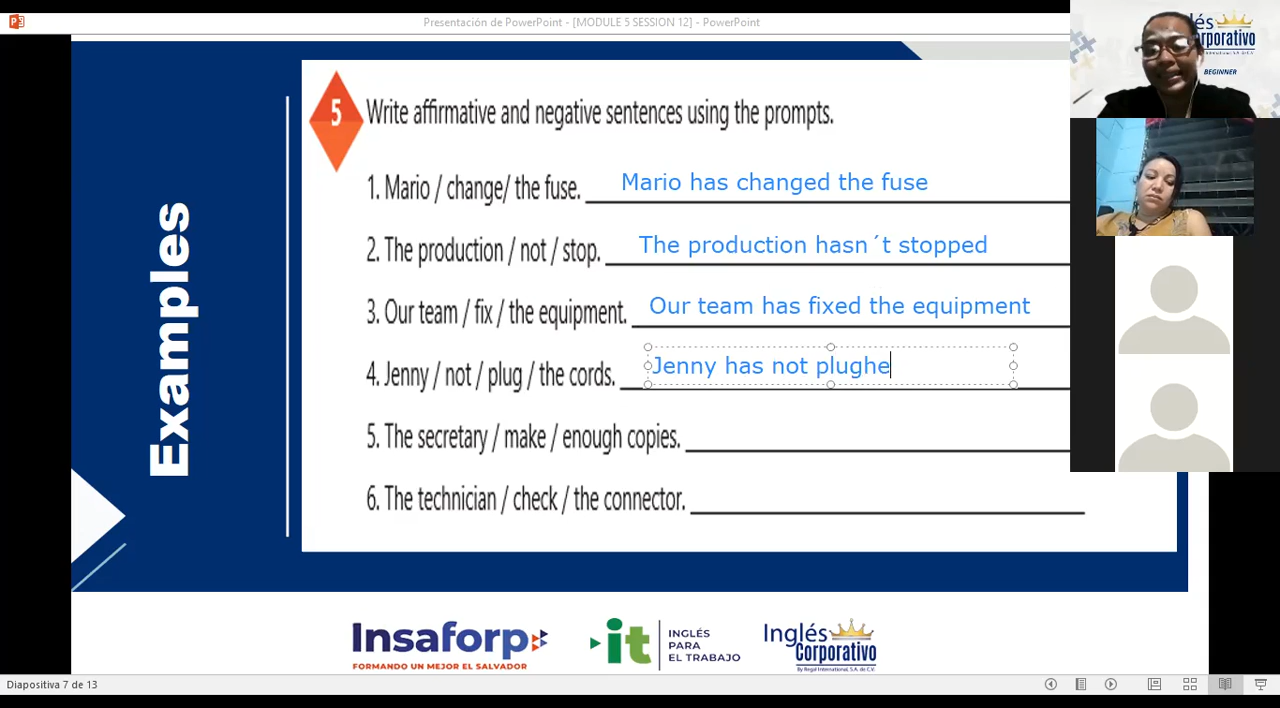 Presentación de PowerPoint - [MODULE 5 SESSION 12] - PowerPoint
Examples
5
Write affirmative and negative sentences using the prompts.
1. Mario / change/ the fuse. Mario has changed the fuse
2. The production / not / stop. The production hasn´t stopped
3. Our team / fix / the equipment. Our team has fixed the equipment
4. Jenny / not / plug / the cords. Jenny has not plughe
5. The secretary / make / enough copies.
6. The technician / check / the connector.
Corporativo
BEGINNER
Insaforp
FORMANDO UN MEJOR EL SALVADOR
it
INGLÉS
PARA
EL TRABAJO
Inglés
Corporativo
By Regal International, S.A. de C.V.
Diapositiva 7 de 13